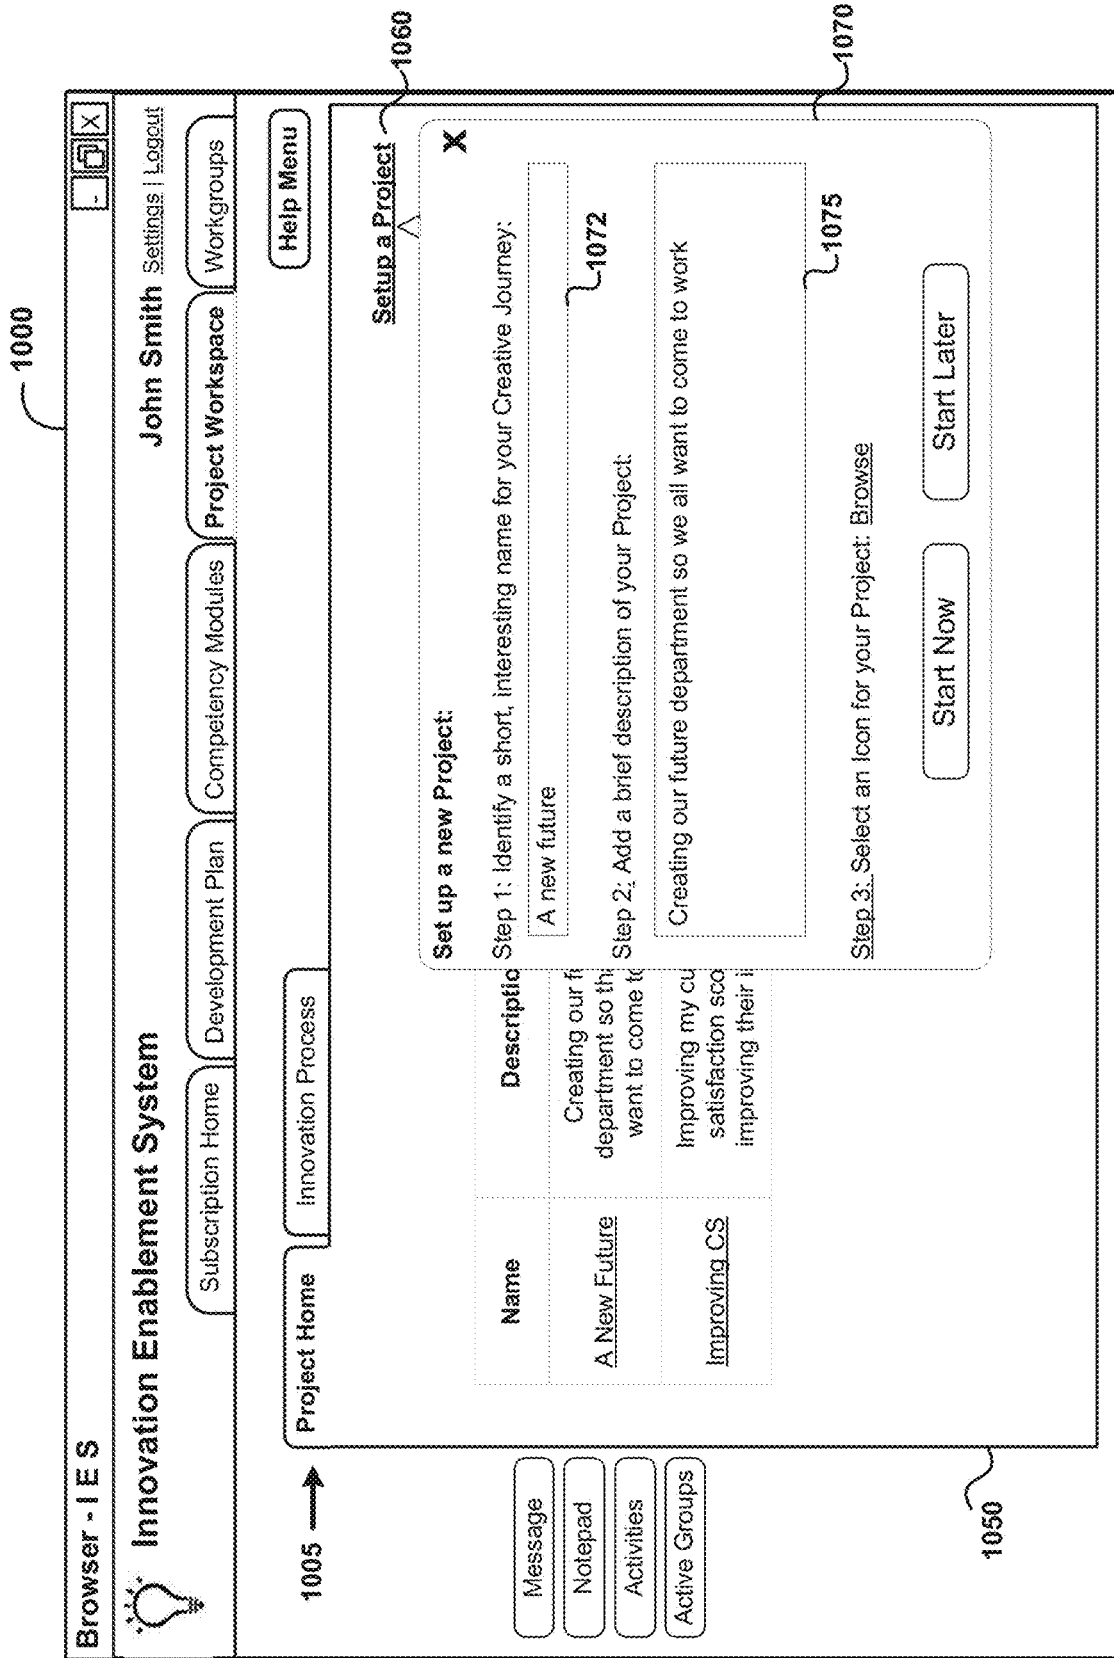 1000
Browser - I E S
- X
Innovation Enablement System
John Smith Settings | Logout
Subscription Home
Development Plan
Competency Modules
Project Workspace
Workgroups
1005
Project Home
Innovation Process
Help Menu
Setup a Project
1060
Message
Notepad
Activities
Active Groups
Name
Descriptio
A New Future
Creating our f
department so th
want to come to
Improving CS
Improving my cu
satisfaction sco
improving their i
Set up a new Project:
X
Step 1: Identify a short, interesting name for your Creative Journey:
A new future
1072
Step 2: Add a brief description of your Project:
Creating our future department so we all want to come to work
1075
Step 3: Select an Icon for your Project: Browse
Start Now
Start Later
1070
1050